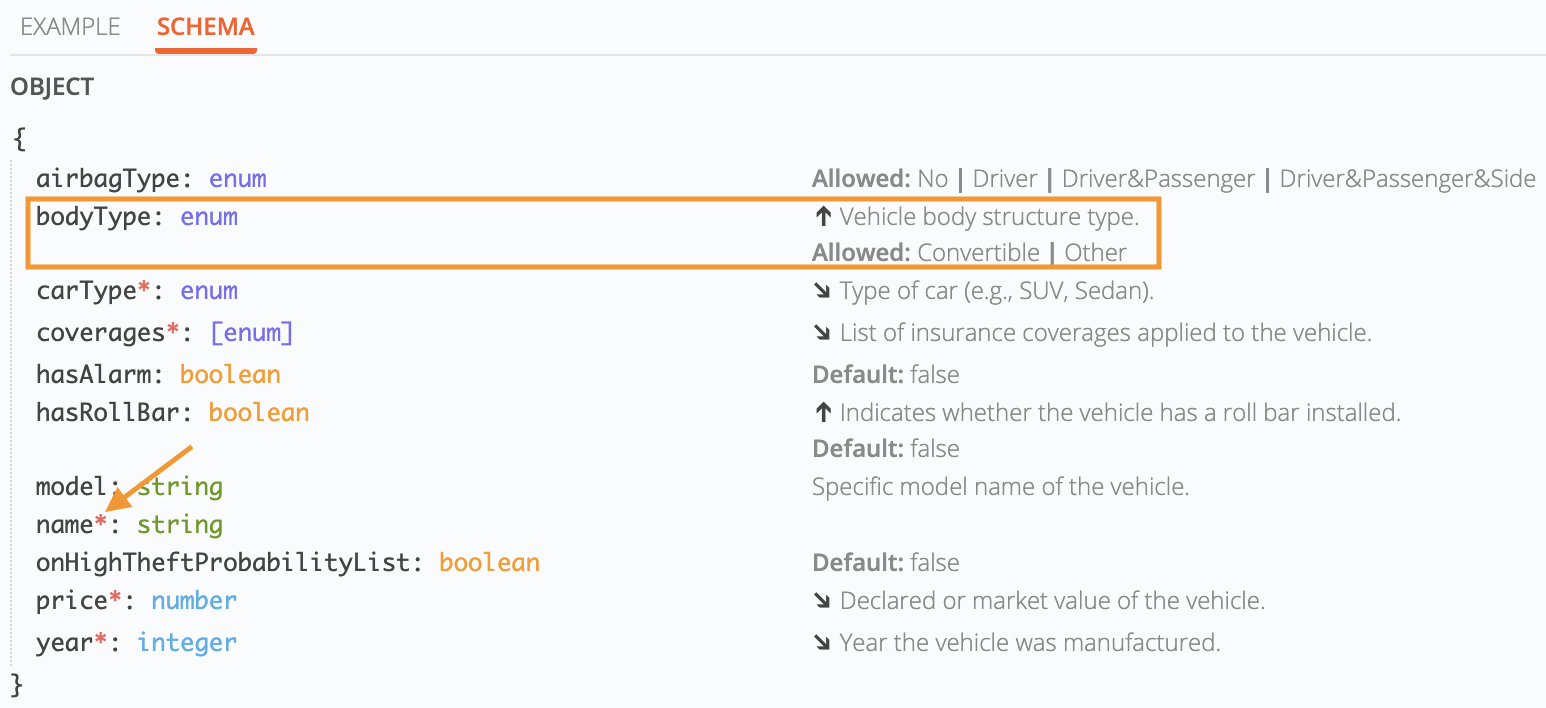 EXAMPLE SCHEMA
OBJECT
{
airbagType: enum Allowed: No | Driver | Driver&Passenger | Driver&Passenger&Side
bodyType: enum ↑ Vehicle body structure type.
Allowed: Convertible | Other
carType*: enum ↘ Type of car (e.g., SUV, Sedan).
coverages*: [enum] ↘ List of insurance coverages applied to the vehicle.
hasAlarm: boolean Default: false
hasRollBar: boolean ↑ Indicates whether the vehicle has a roll bar installed.
Default: false
model: string Specific model name of the vehicle.
name*: string
onHighTheftProbabilityList: boolean Default: false
price*: number ↘ Declared or market value of the vehicle.
year*: integer ↘ Year the vehicle was manufactured.
}